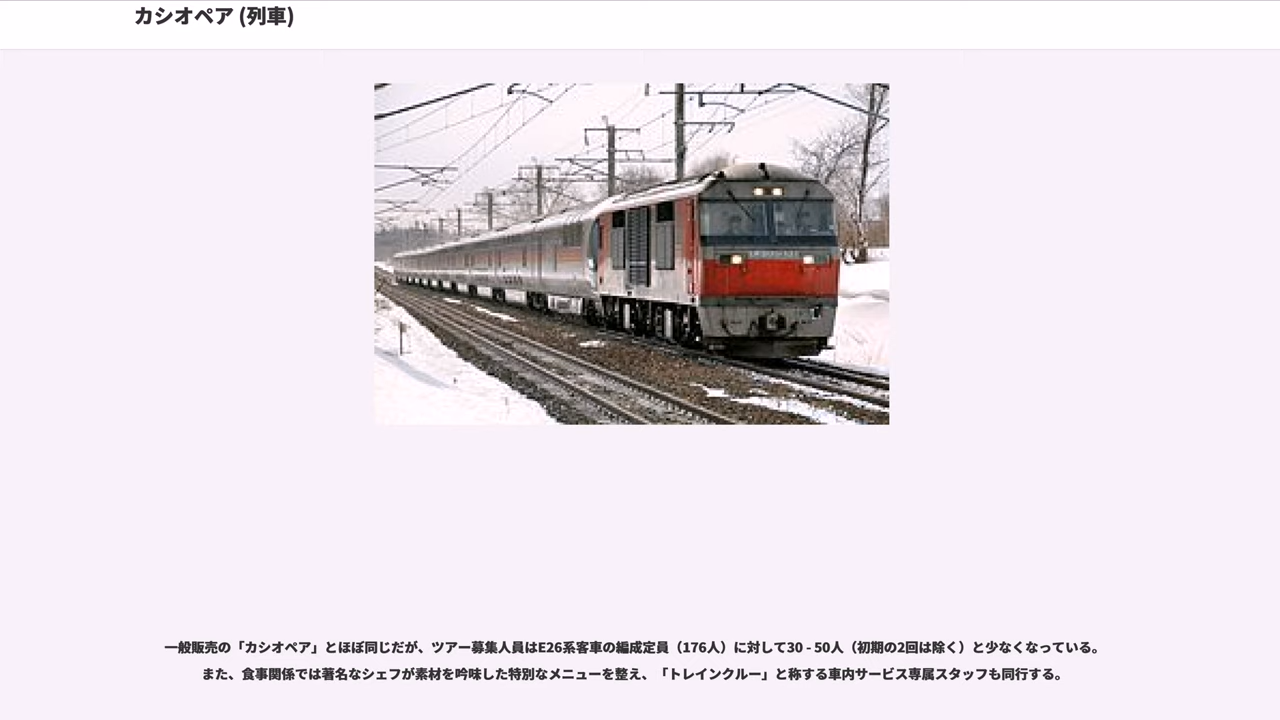 カシオペア (列車)
一般販売の「カシオペア」とほぼ同じだが、ツアー募集人員はE26系客車の編成定員（176人）に対して30 - 50人（初期の2回は除く）と少なくなっている。
また、食事関係では著名なシェフが素材を吟味した特別なメニューを整え、「トレインクルー」と称する車内サービス専属スタッフも同行する。